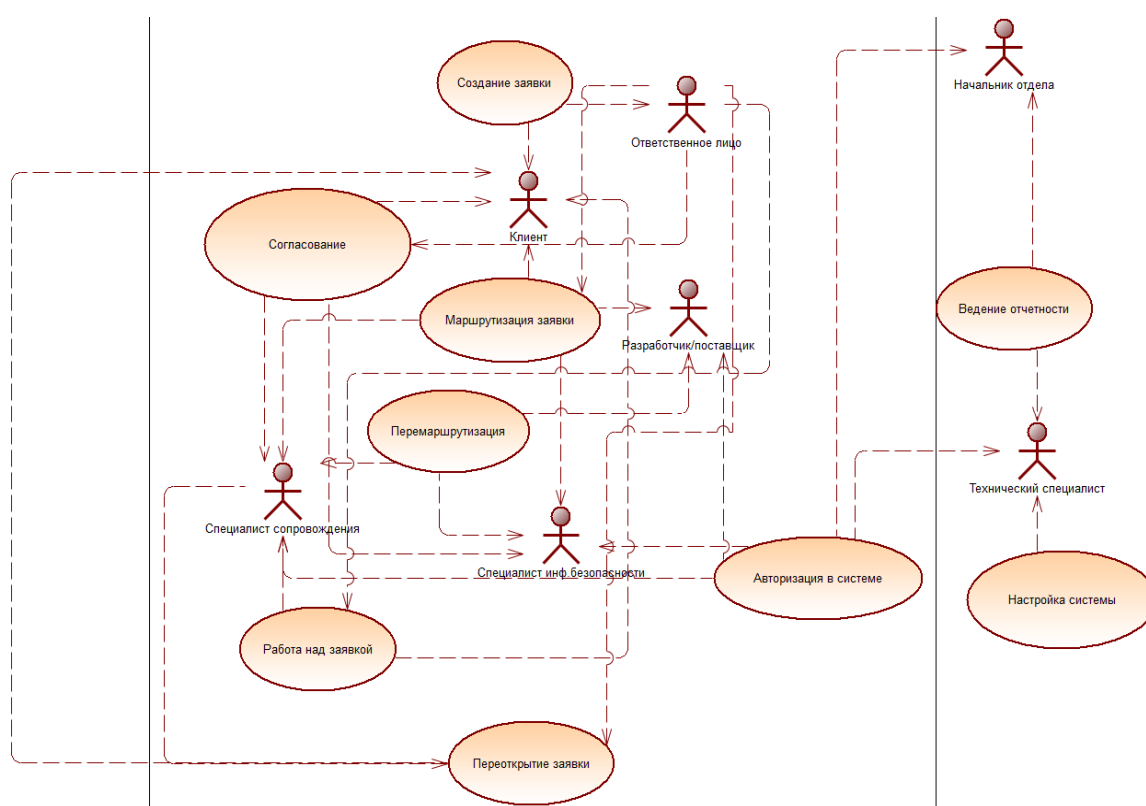 Создание заявки
Начальник отдела
Ответственное лицо
Клиент
Согласование
Маршрутизация заявки
Ведение отчетности
Разработчик/поставщик
Перемаршрутизация
Технический специалист
Специалист сопровождения
Специалист инф.безопасности
Авторизация в системе
Настройка системы
Работа над заявкой
Переоткрытие заявки